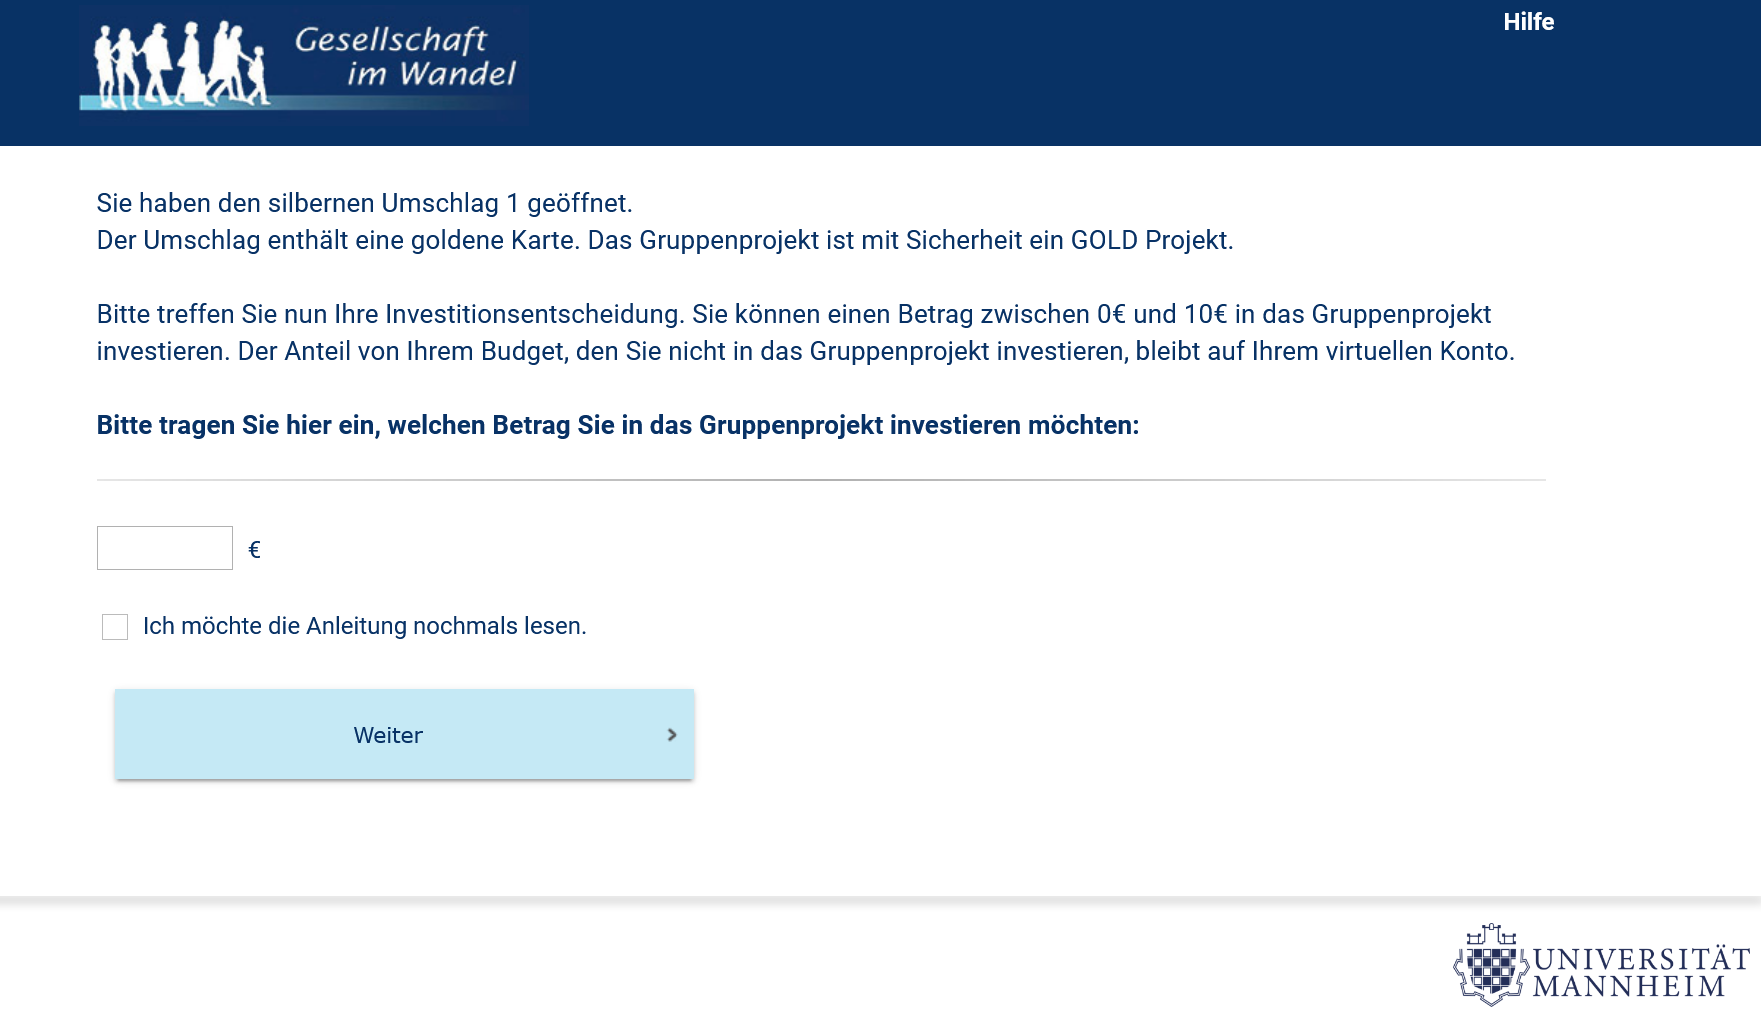 Gesellschaft
im Wandel
Hilfe
Sie haben den silbernen Umschlag 1 geöffnet.
Der Umschlag enthält eine goldene Karte. Das Gruppenprojekt ist mit Sicherheit ein GOLD Projekt.
Bitte treffen Sie nun Ihre Investitionsentscheidung. Sie können einen Betrag zwischen 0€ und 10€ in das Gruppenprojekt
investieren. Der Anteil von Ihrem Budget, den Sie nicht in das Gruppenprojekt investieren, bleibt auf Ihrem virtuellen Konto.
Bitte tragen Sie hier ein, welchen Betrag Sie in das Gruppenprojekt investieren möchten:
€
Ich möchte die Anleitung nochmals lesen.
Weiter
UNIVERSITÄT
MANNHEIM